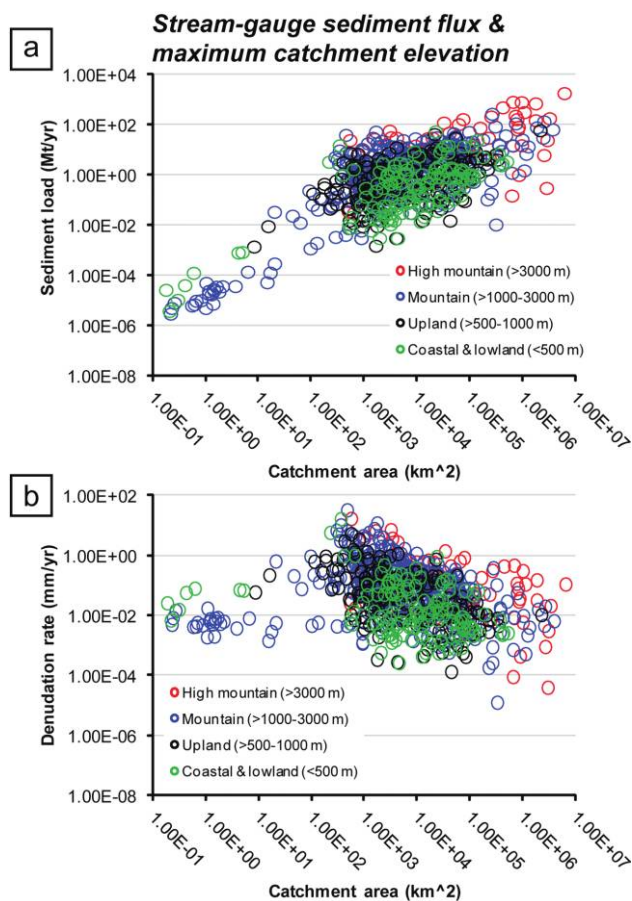 Stream-gauge sediment flux &
maximum catchment elevation
a
1.00E+04
1.00E+02
1.00E+00
1.00E-02
1.00E-04
1.00E-06
1.00E-08
Sediment load (Mt/yr)
High mountain (>3000 m)
Mountain (>1000-3000 m)
Upland (>500-1000 m)
Coastal & lowland (<500 m)
1.00E-01
1.00E+00
1.00E+01
1.00E+02
1.00E+03
1.00E+04
1.00E+05
1.00E+06
1.00E+07
Catchment area (km^2)
b
1.00E+02
1.00E+00
1.00E-02
1.00E-04
1.00E-06
1.00E-08
Denudation rate (mm/yr)
High mountain (>3000 m)
Mountain (>1000-3000 m)
Upland (>500-1000 m)
Coastal & lowland (<500 m)
1.00E-01
1.00E+00
1.00E+01
1.00E+02
1.00E+03
1.00E+04
1.00E+05
1.00E+06
1.00E+07
Catchment area (km^2)